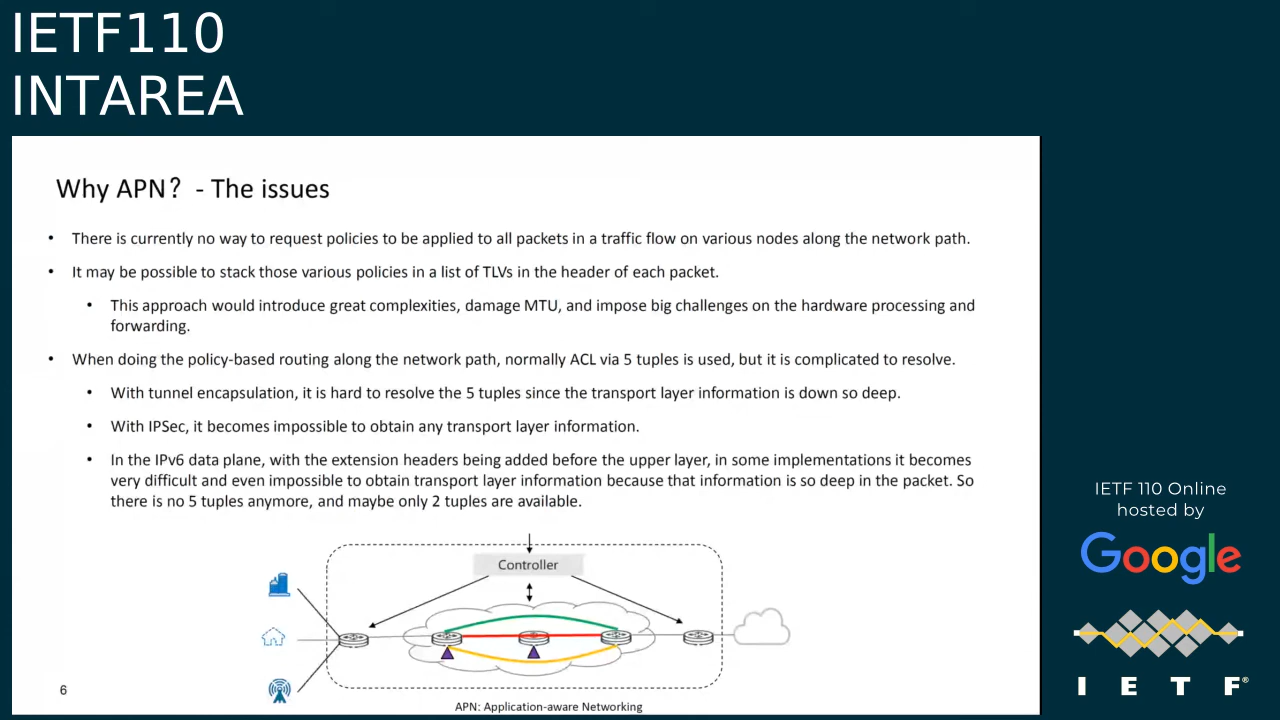 IETF110
INTAREA
Why APN？ - The issues
• There is currently no way to request policies to be applied to all packets in a traffic flow on various nodes along the network path.
• It may be possible to stack those various policies in a list of TLVs in the header of each packet.
• This approach would introduce great complexities, damage MTU, and impose big challenges on the hardware processing and
forwarding.
• When doing the policy-based routing along the network path, normally ACL via 5 tuples is used, but it is complicated to resolve.
• With tunnel encapsulation, it is hard to resolve the 5 tuples since the transport layer information is down so deep.
• With IPSec, it becomes impossible to obtain any transport layer information.
• In the IPv6 data plane, with the extension headers being added before the upper layer, in some implementations it becomes
very difficult and even impossible to obtain transport layer information because that information is so deep in the packet. So
there is no 5 tuples anymore, and maybe only 2 tuples are available.
Controller
6
APN: Application-aware Networking
IETF 110 Online
hosted by
Google
I E T F®